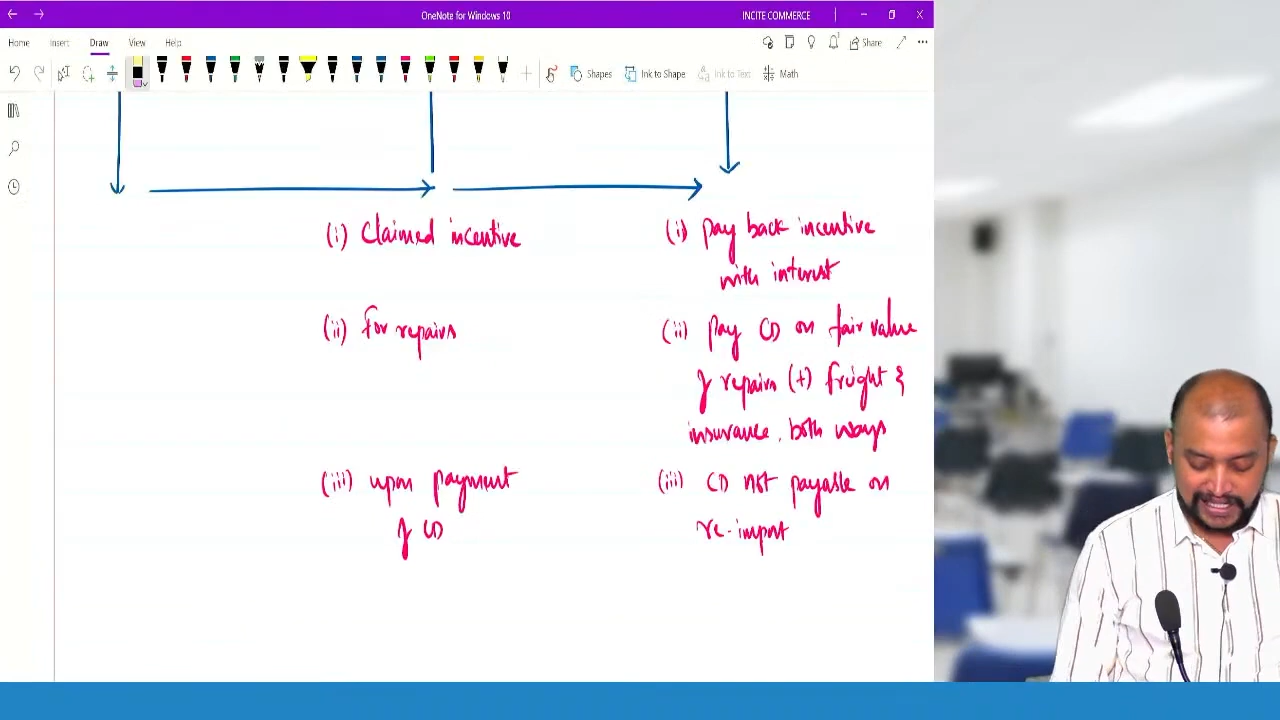 OneNote for Windows 10
INCITE COMMERCE
Home Insert Draw View Help
Share
Shapes
Ink to Shape
Ink to Text
Math
(i) Claimed incentive
(i) Pay back incentive
with interest
(ii) For repairs
(ii) Pay CD on fair value
of repairs (+) freight &
insurance, both ways
(iii) upon payment
of CD
(iii) CD not payable on
re-import